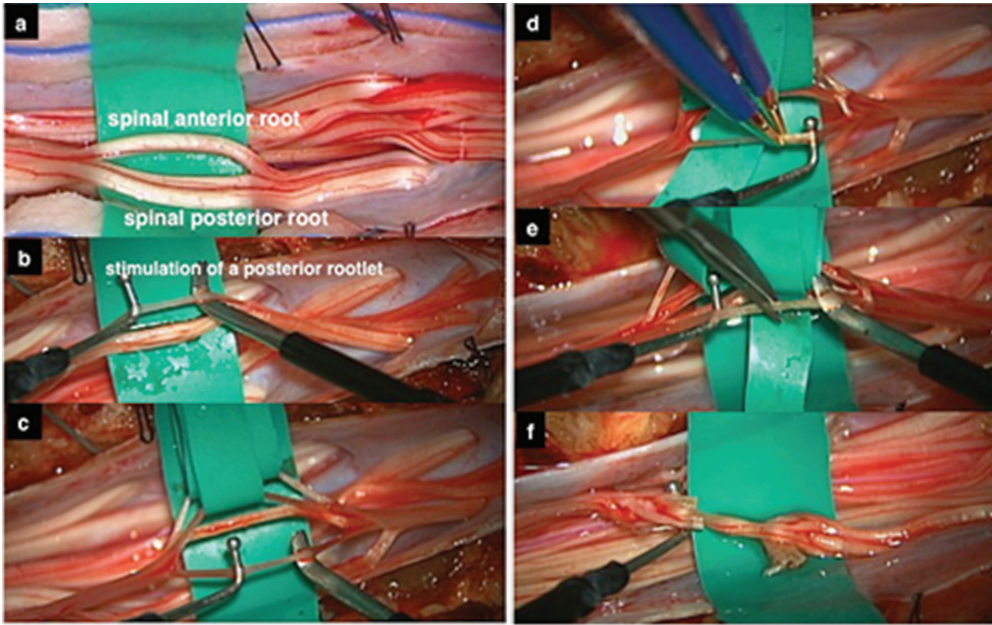 a
spinal anterior root
spinal posterior root
b
stimulation of a posterior rootlet
c
d
e
f